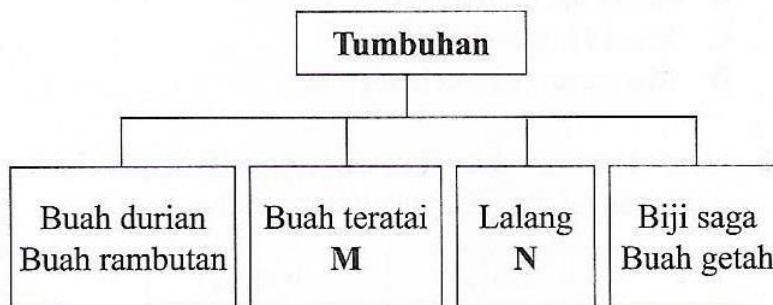 Tumbuhan
Buah durian
Buah rambutan
Buah teratai
M
Lalang
N
Biji saga
Buah getah